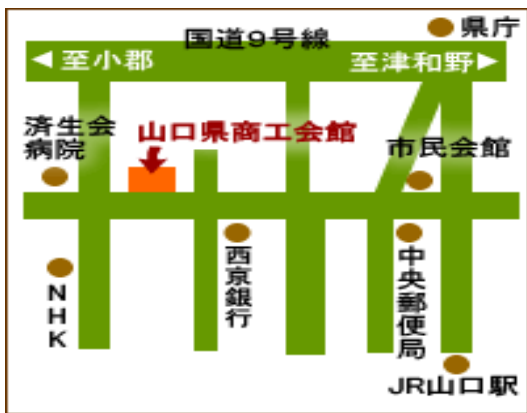 県庁
国道9号線
◀至小郡
至津和野▶
済生会
病院
山口県商工会館
市民会館
西京銀行
中央郵便局
NHK
JR山口駅